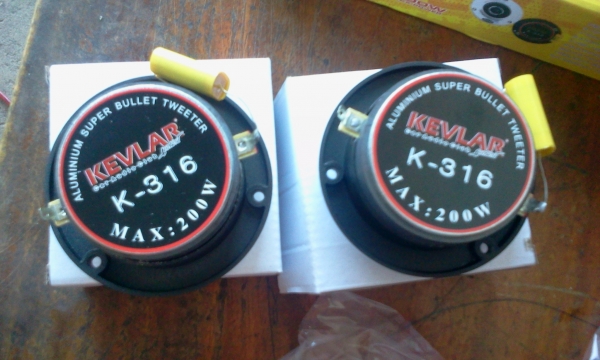 ALUMINIUM SUPER BULLET TWEETER
KEVLAR
K-316
MAX:200W
ALUMINIUM SUPER BULLET TWEETER
KEVLAR
K-316
MAX:200W